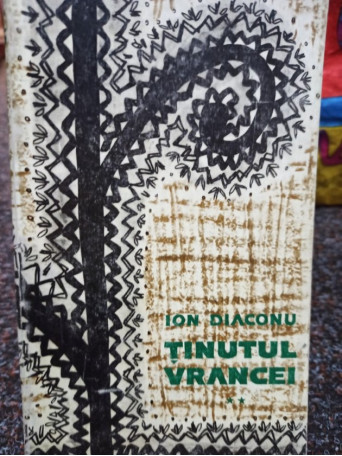 ION DIACONU
ȚINUTUL
VRANCEI
**